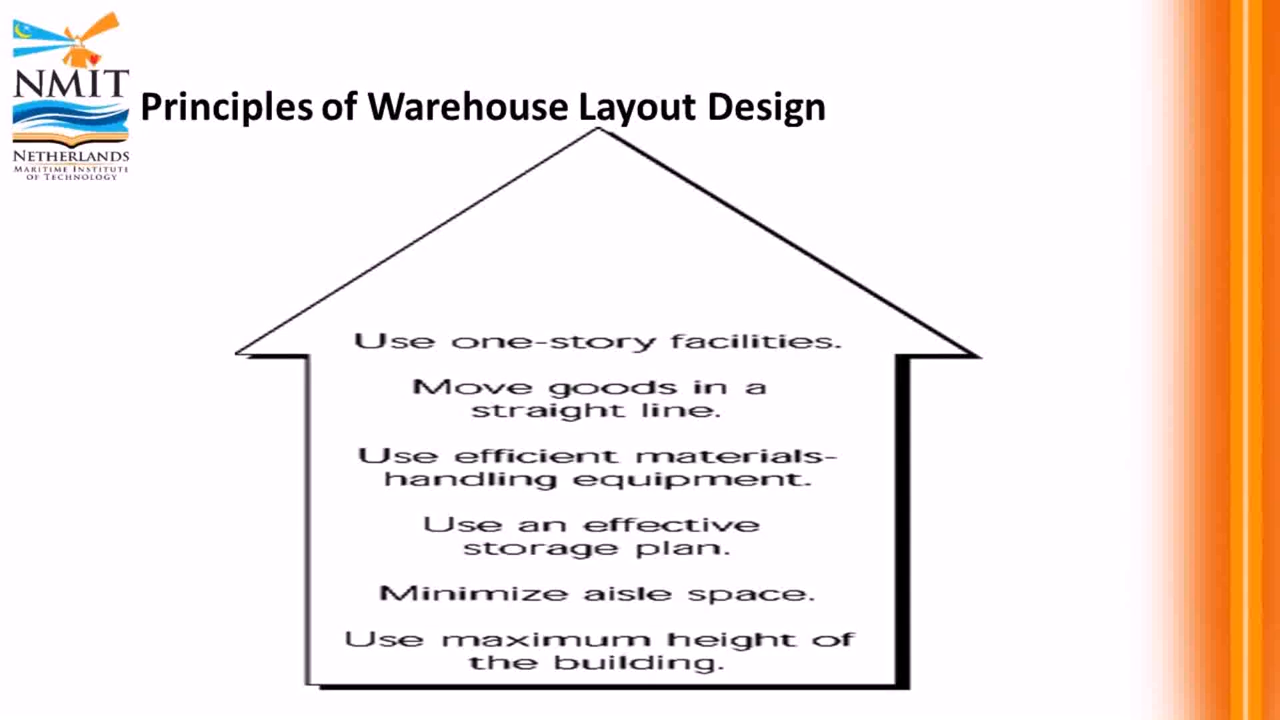 NMIT
NETHERLANDS
MARITIME INSTITUTE
OF TECHNOLOGY
Principles of Warehouse Layout Design
Use one-story facilities.
Move goods in a
straight line.
Use efficient materials-
handling equipment.
Use an effective
storage plan.
Minimize aisle space.
Use maximum height of
the building.